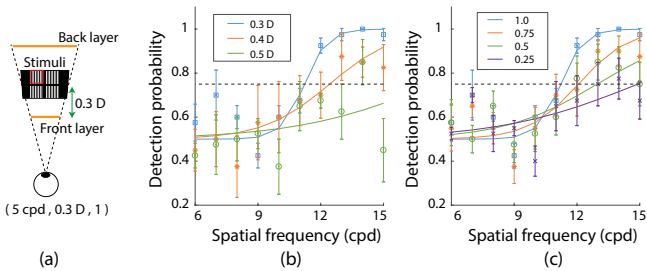 Back layer
Stimuli
0.3 D
Front layer
( 5 cpd , 0.3 D , 1 )
(a)
Detection probability
1
0.8
0.6
0.4
0.2
0.3 D
0.4 D
0.5 D
6
9
12
15
Spatial frequency (cpd)
(b)
Detection probability
1
0.8
0.6
0.4
0.2
1.0
0.75
0.5
0.25
6
9
12
15
Spatial frequency (cpd)
(c)